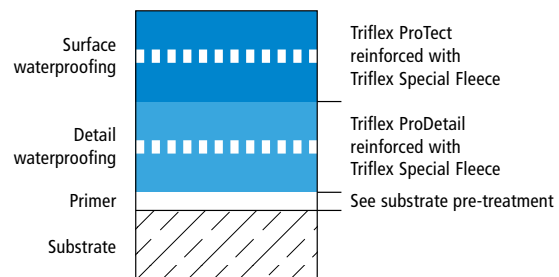 Surface
waterproofing
Triflex ProTect
reinforced with
Triflex Special Fleece
Detail
waterproofing
Triflex ProDetail
reinforced with
Triflex Special Fleece
Primer
See substrate pre-treatment
Substrate